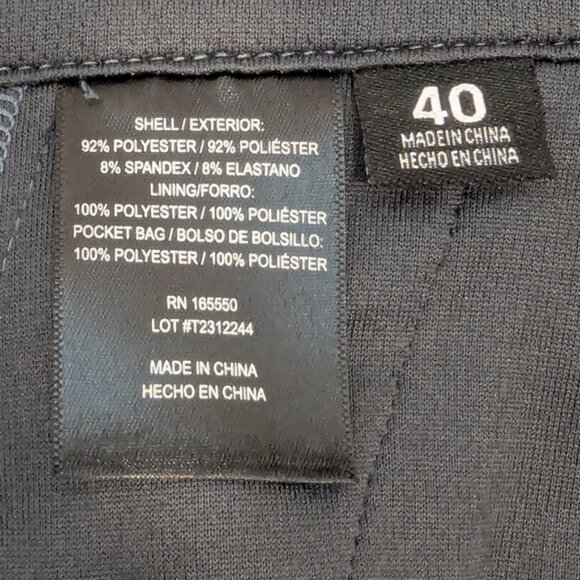 SHELL / EXTERIOR:
92% POLYESTER / 92% POLIÉSTER
8% SPANDEX / 8% ELASTANO
LINING/FORRO:
100% POLYESTER / 100% POLIÉSTER
POCKET BAG / BOLSO DE BOLSILLO:
100% POLYESTER / 100% POLIÉSTER
RN 165550
LOT #T2312244
MADE IN CHINA
HECHO EN CHINA
40
MADE IN CHINA
HECHO EN CHINA